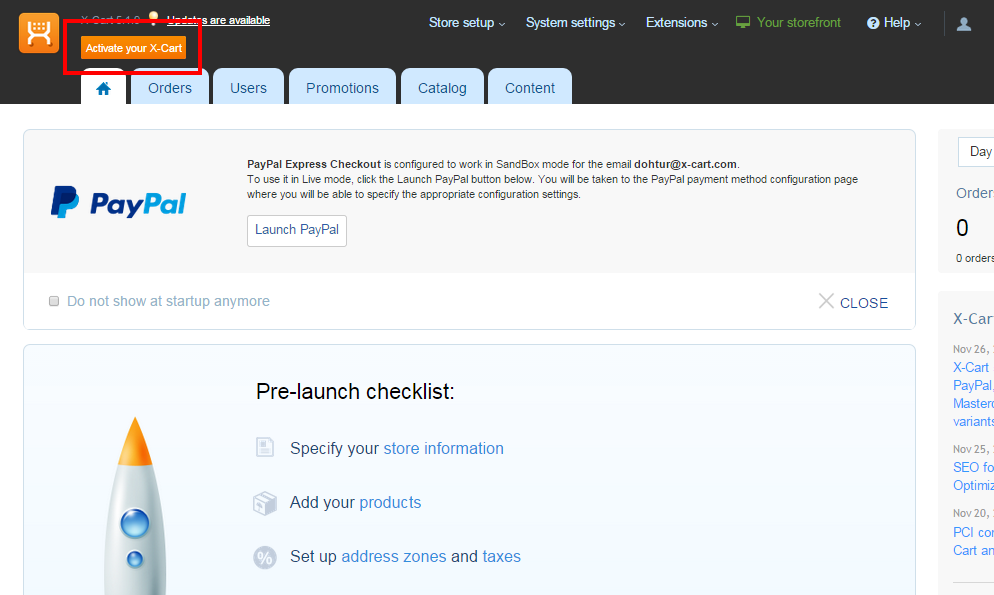 X-Cart 5.1.9 Updates are available
Activate your X-Cart
Store setup
System settings
Extensions
Your storefront
Help
Orders
Users
Promotions
Catalog
Content
PayPal
PayPal Express Checkout is configured to work in SandBox mode for the email dohtur@x-cart.com.
To use it in Live mode, click the Launch PayPal button below. You will be taken to the PayPal payment method configuration page
where you will be able to specify the appropriate configuration settings.
Launch PayPal
Do not show at startup anymore
CLOSE
Pre-launch checklist:
Specify your store information
Add your products
Set up address zones and taxes
Day
Order
0
0 orders
X-Car
Nov 26,
X-Cart
PayPal,
Masterc
variants
Nov 25,
SEO fo
Optimiz
Nov 20,
PCI con
Cart an